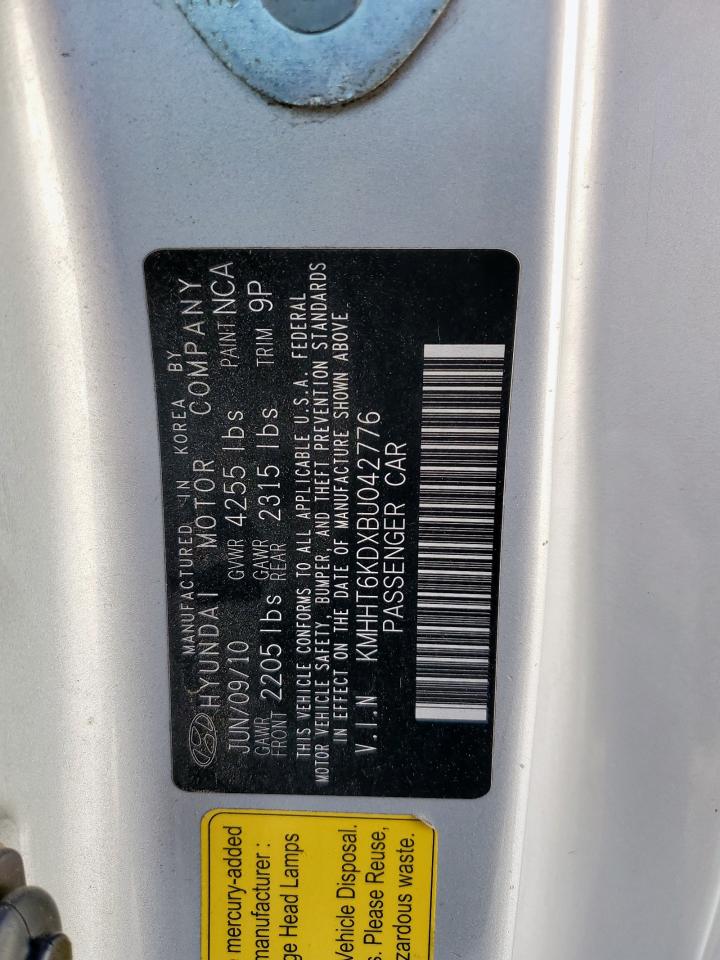 MANUFACTURED IN KOREA BY
HYUNDAI MOTOR COMPANY
JUN/09/10 GVWR 4255 lbs PAINT NCA
GAWR FRONT 2205 lbs GAWR REAR 2315 lbs TRIM 9P
THIS VEHICLE CONFORMS TO ALL APPLICABLE U.S.A. FEDERAL
MOTOR VEHICLE SAFETY, BUMPER, AND THEFT PREVENTION STANDARDS
IN EFFECT ON THE DATE OF MANUFACTURE SHOWN ABOVE
V.I.N KMHHT6KDXBU042776
PASSENGER CAR
mercury-added
manufacturer :
ge Head Lamps
Vehicle Disposal.
s. Please Reuse,
zardous waste.